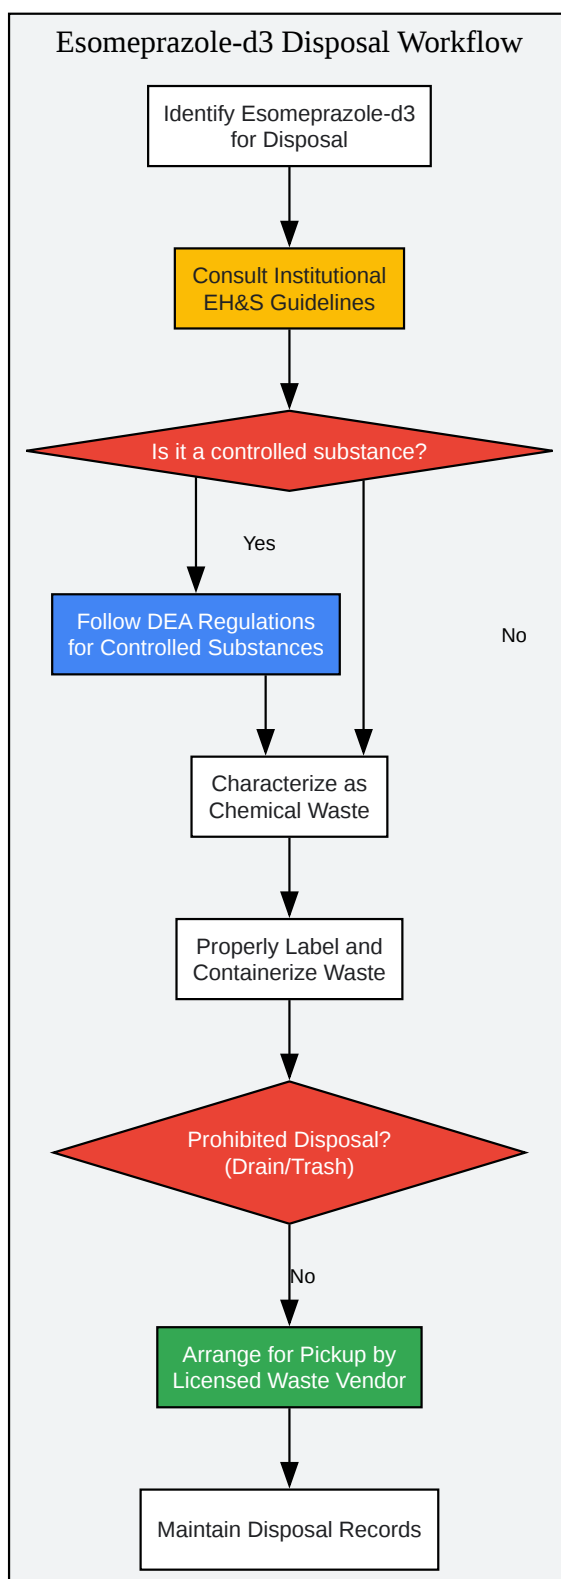 Esomeprazole-d3 Disposal Workflow
Identify Esomeprazole-d3
for Disposal
Consult Institutional
EH&S Guidelines
Is it a controlled substance?
Yes
Follow DEA Regulations
for Controlled Substances
No
Characterize as
Chemical Waste
Properly Label and
Containerize Waste
Prohibited Disposal?
(Drain/Trash)
No
Arrange for Pickup by
Licensed Waste Vendor
Maintain Disposal Records